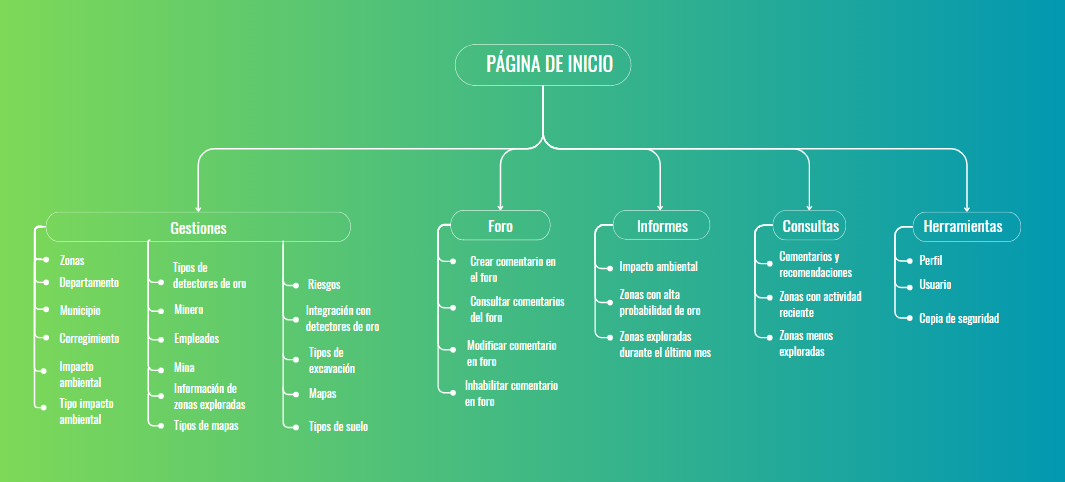 PÁGINA DE INICIO
Gestiones
Zonas
Departamento
Municipio
Corregimiento
Impacto
ambiental
Tipo impacto
ambiental
Tipos de
detectores de oro
Minero
Empleados
Mina
Información de
zonas exploradas
Tipos de mapas
Riesgos
Integración con
detectores de oro
Tipos de
excavación
Mapas
Tipos de suelo
Foro
Crear comentario en
el foro
Consultar comentarios
del foro
Modificar comentario
en foro
Inhabilitar comentario
en foro
Informes
Impacto ambiental
Zonas con alta
probabilidad de oro
Zonas exploradas
durante el último mes
Consultas
Comentarios y
recomendaciones
Zonas con actividad
reciente
Zonas menos
exploradas
Herramientas
Perfil
Usuario
Copia de seguridad